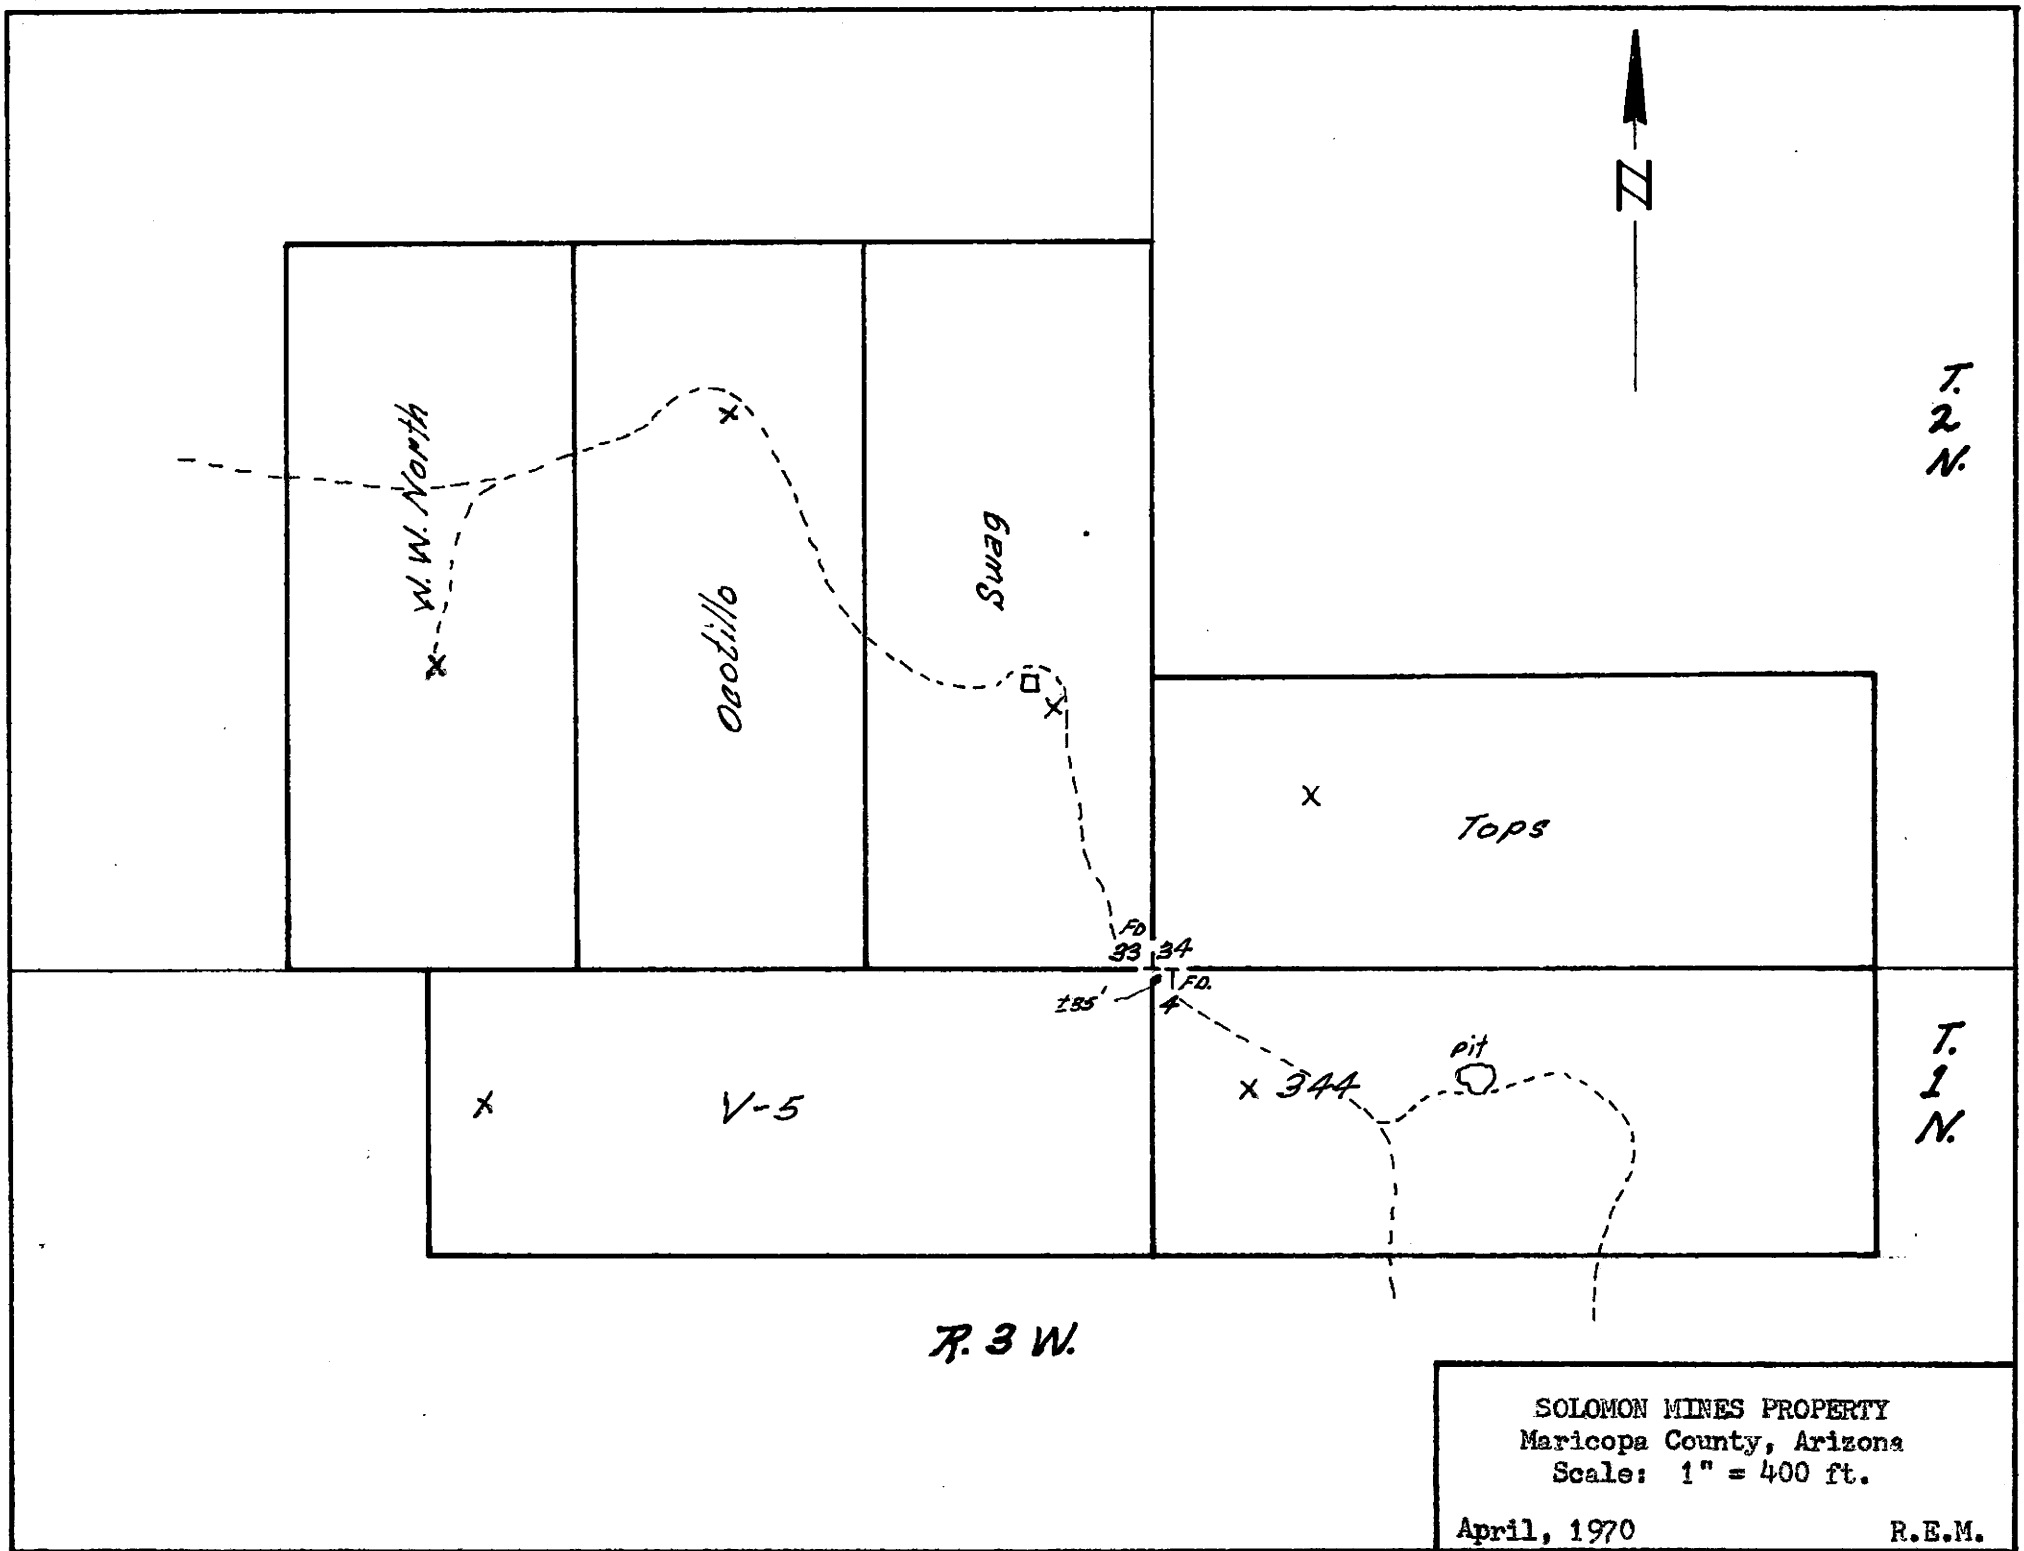 N
T.
2
N.
W. W. North
Ocotillo
Swag
Tops
FD
33 34
±35'
FD.
4
pit
V-5
344
T.
1
N.
R. 3 W.
SOLOMON MINES PROPERTY
Maricopa County, Arizona
Scale: 1" = 400 ft.
April, 1970 R.E.M.